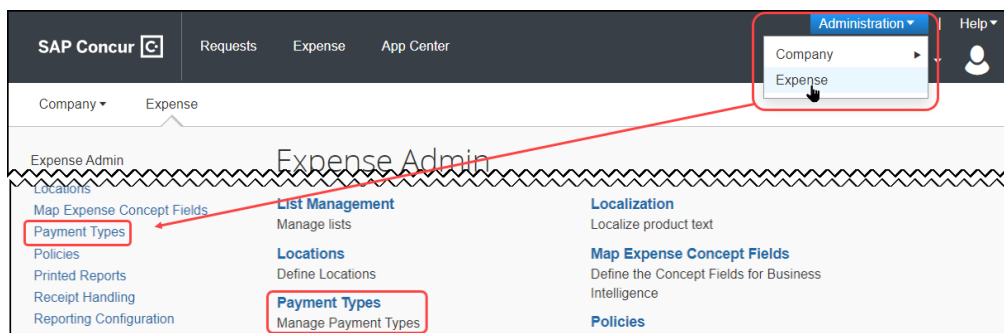 SAP Concur C Requests Expense App Center Administration | Help
Company
Expense
Company Expense
Expense Admin
Expense Admin
Locations
Map Expense Concept Fields
Payment Types
Policies
Printed Reports
Receipt Handling
Reporting Configuration
List Management
Manage lists
Locations
Define Locations
Payment Types
Manage Payment Types
Localization
Localize product text
Map Expense Concept Fields
Define the Concept Fields for Business
Intelligence
Policies